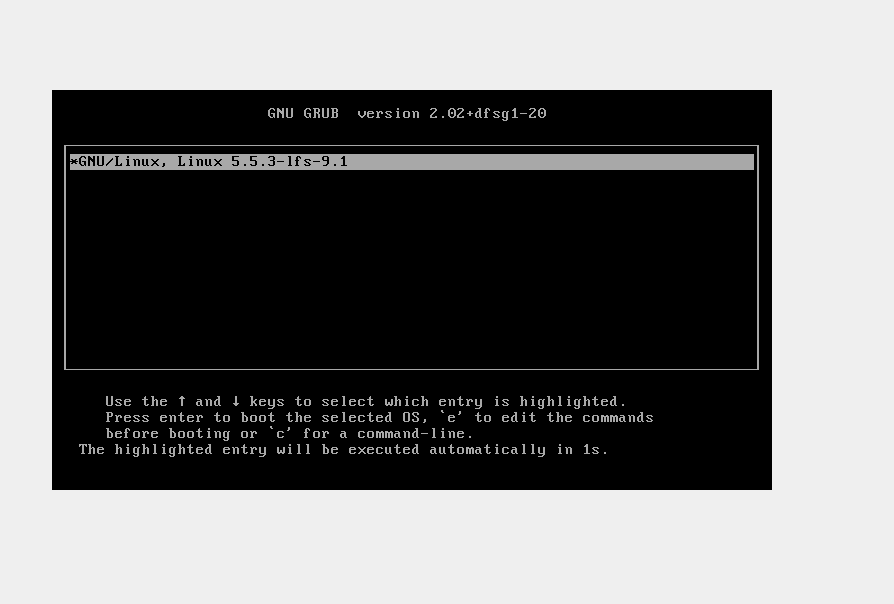 GNU GRUB  version 2.02+dfsg1-20
*GNU/Linux, Linux 5.5.3-lfs-9.1
Use the ↑ and ↓ keys to select which entry is highlighted.
Press enter to boot the selected OS, `e' to edit the commands
before booting or `c' for a command-line.
The highlighted entry will be executed automatically in 1s.